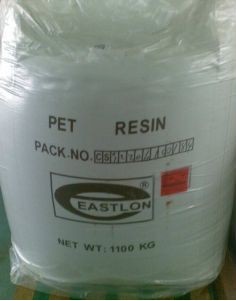 PET RESIN
PACK.NO.
EASTLON
®
NET WT: 1100 KG